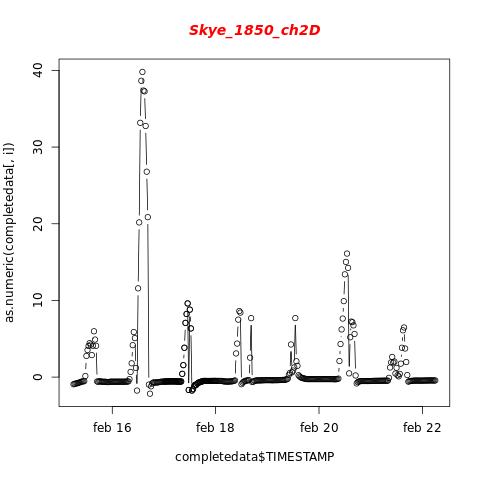 Skye_1850_ch2D
as.numeric(completedata[, i])
40
30
20
10
0
feb 16
feb 18
feb 20
feb 22
completedata$TIMESTAMP